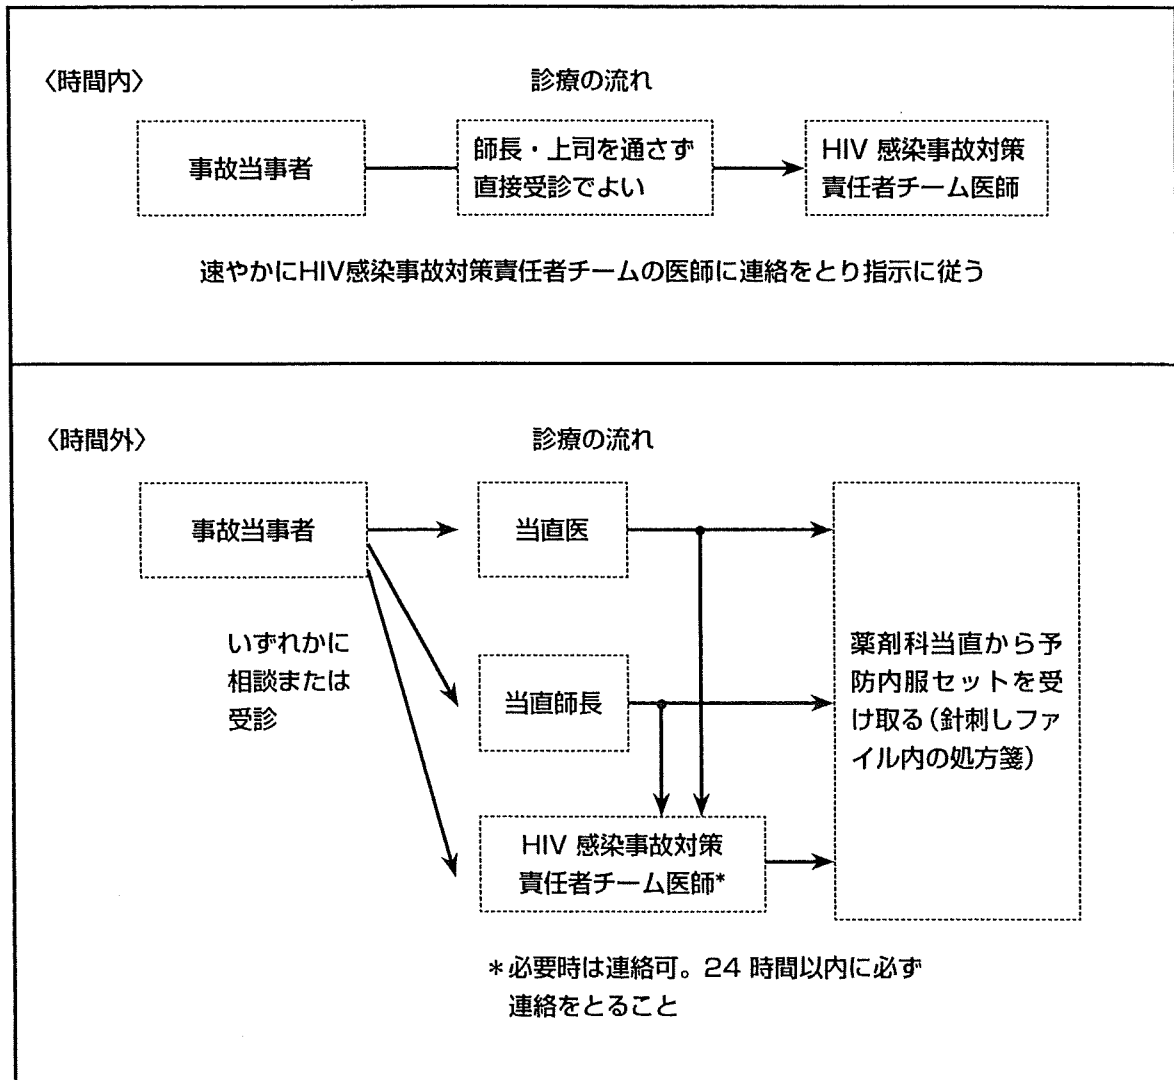 〈時間内〉
診療の流れ
事故当事者
師長・上司を通さず
直接受診でよい
HIV 感染事故対策
責任者チーム医師
速やかにHIV感染事故対策責任者チームの医師に連絡をとり指示に従う
〈時間外〉
診療の流れ
事故当事者
いずれかに
相談または
受診
当直医
当直師長
HIV 感染事故対策
責任者チーム医師*
薬剤科当直から予
防内服セットを受
け取る(針刺しファ
イル内の処方箋)
*必要時は連絡可。24 時間以内に必ず
連絡をとること